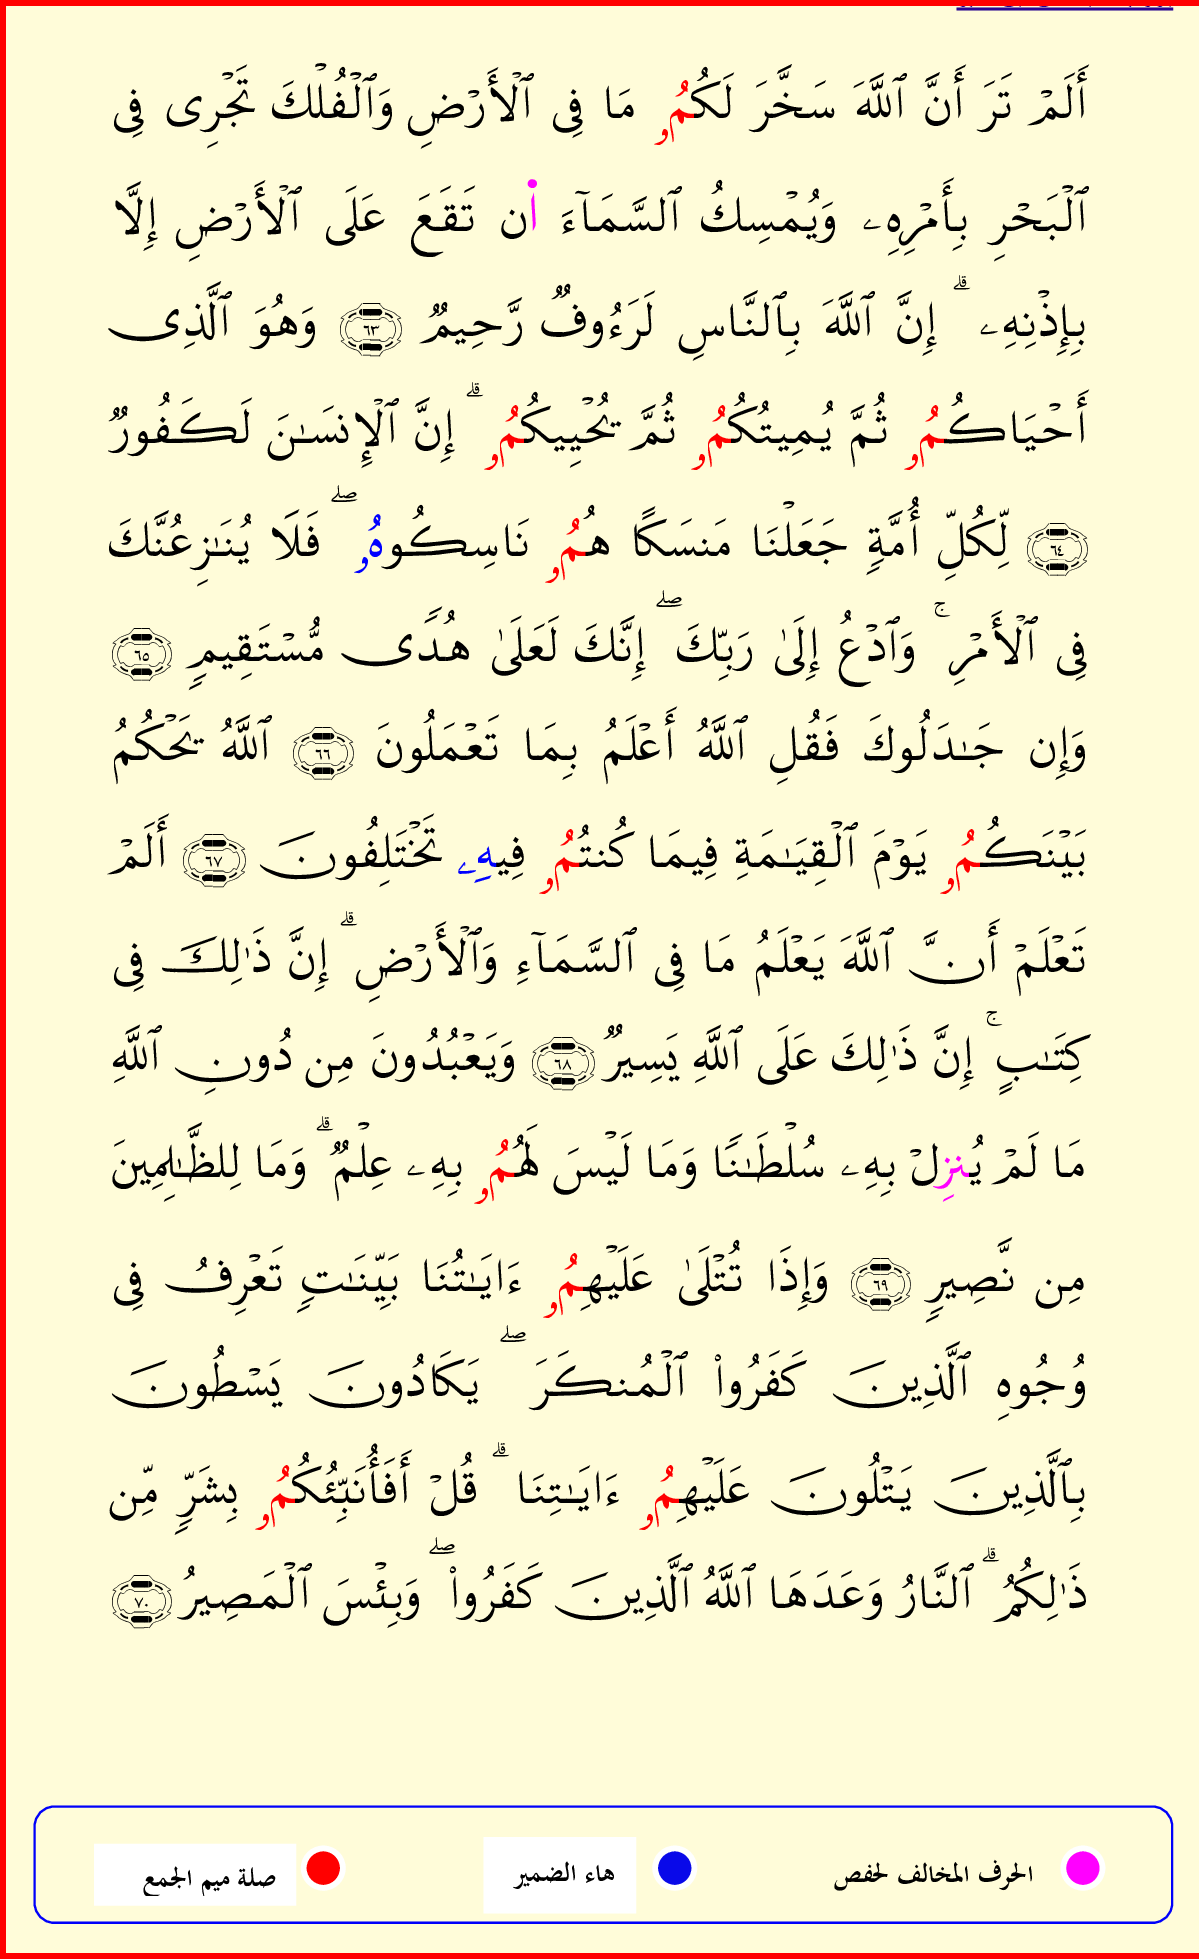 أَلَمْ تَرَ أَنَّ ٱللَّهَ سَخَّرَ لَكُمُۥ مَا فِى ٱلْأَرْضِ وَٱلْفُلْكَ تَجْرِى فِى
ٱلْبَحْرِ بِأَمْرِهِۦ وَيُمْسِكُ ٱلسَّمَآءَ ا۬ن تَقَعَ عَلَى ٱلْأَرْضِ إِلَّا
بِإِذْنِهِۦ ۗ إِنَّ ٱللَّهَ بِٱلنَّاسِ لَرَءُوفٌ رَّحِيمٌ ٦٣ وَهُوَ ٱلَّذِى
أَحْيَاكُمُۥ ثُمَّ يُمِيتُكُمُۥ ثُمَّ يُحْيِيكُمُۥ ۗ إِنَّ ٱلْإِنسَـٰنَ لَكَفُورٌ
٦٤ لِّكُلِّ أُمَّةٍ جَعَلْنَا مَنسَكًا هُمُۥ نَاسِكُوهُۥ ۖ فَلَا يُنَـٰزِعُنَّكَ
فِى ٱلْأَمْرِ ۚ وَٱدْعُ إِلَىٰ رَبِّكَ ۖ إِنَّكَ لَعَلَىٰ هُدًى مُّسْتَقِيمٍ ٦٥
وَإِن جَـٰدَلُوكَ فَقُلِ ٱللَّهُ أَعْلَمُ بِمَا تَعْمَلُونَ ٦٦ ٱللَّهُ يَحْكُمُ
بَيْنَكُمُۥ يَوْمَ ٱلْقِيَـٰمَةِ فِيمَا كُنتُمُۥ فِيهِۦ تَخْتَلِفُونَ ٦٧ أَلَمْ
تَعْلَمْ أَنَّ ٱللَّهَ يَعْلَمُ مَا فِى ٱلسَّمَآءِ وَٱلْأَرْضِ ۗ إِنَّ ذَٰلِكَ فِى
كِتَـٰبٍ ۚ إِنَّ ذَٰلِكَ عَلَى ٱللَّهِ يَسِيرٌ ٦٨ وَيَعْبُدُونَ مِن دُونِ ٱللَّهِ
مَا لَمْ يُنزِلْ بِهِۦ سُلْطَـٰنًا وَمَا لَيْسَ لَهُمُۥ بِهِۦ عِلْمٌ ۗ وَمَا لِلظَّـٰلِمِينَ
مِن نَّصِيرٍ ٦٩ وَإِذَا تُتْلَىٰ عَلَيْهِمُۥ ءَايَـٰتُنَا بَيِّنَـٰتٍ تَعْرِفُ فِى
وُجُوهِ ٱلَّذِينَ كَفَرُوا۟ ٱلْمُنكَرَ ۖ يَكَادُونَ يَسْطُونَ
بِٱلَّذِينَ يَتْلُونَ عَلَيْهِمُۥ ءَايَـٰتِنَا ۗ قُلْ أَفَأُنَبِّئُكُمُۥ بِشَرٍّ مِّن
ذَٰلِكُمُ ۗ ٱلنَّارُ وَعَدَهَا ٱللَّهُ ٱلَّذِينَ كَفَرُوا۟ ۖ وَبِئْسَ ٱلْمَصِيرُ ٧٠
الحرف المخالف لحفص هاء الضمير صلة ميم الجمع